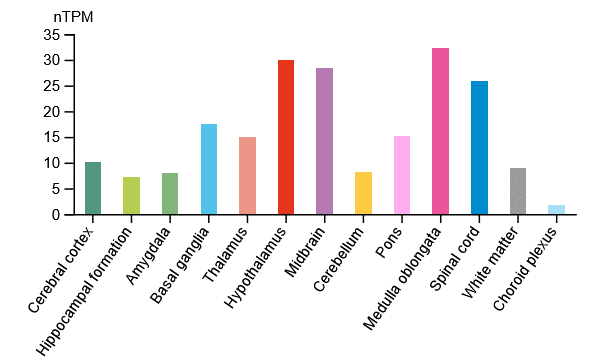 nTPM
35
30
25
20
15
10
5
0
Cerebral cortex
Hippocampal formation
Amygdala
Basal ganglia
Thalamus
Hypothalamus
Midbrain
Cerebellum
Pons
Medulla oblongata
Spinal cord
White matter
Choroid plexus